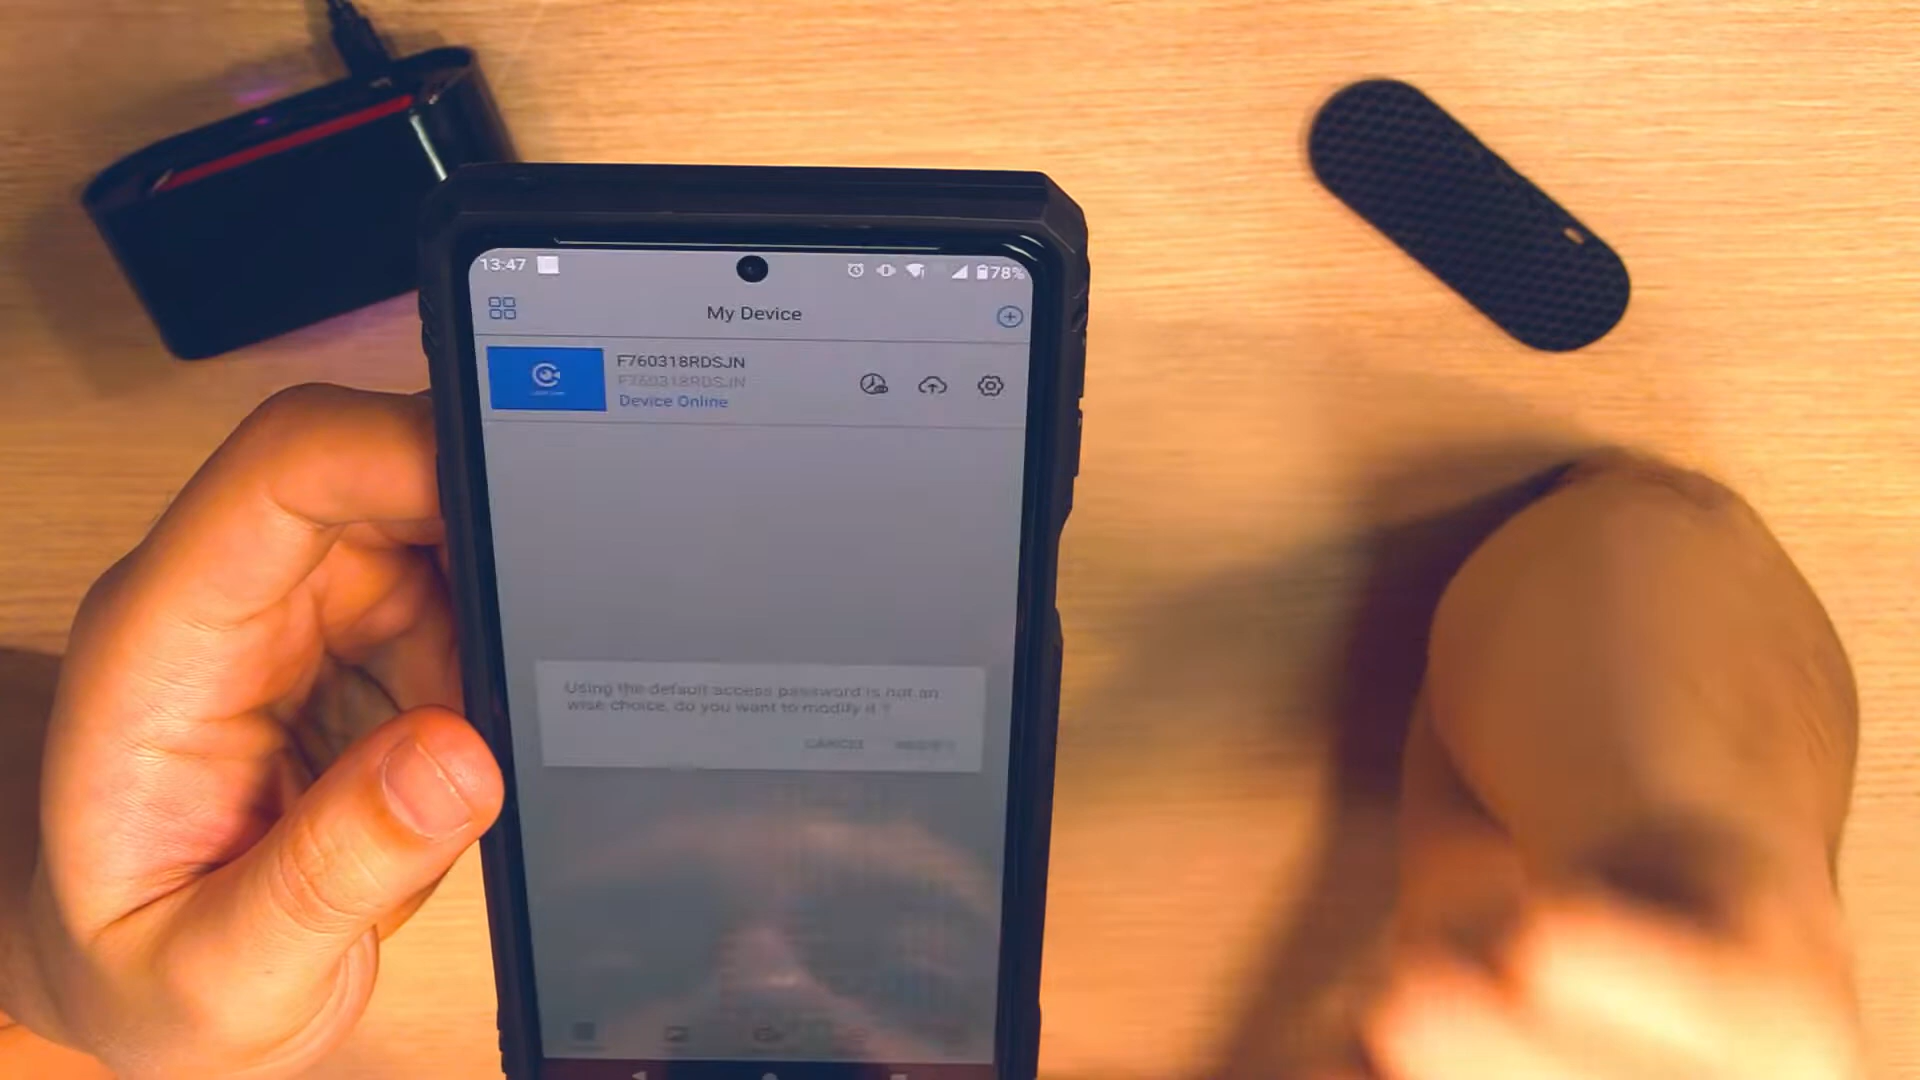 13:47
78%
My Device
F760318RDSJN
F760318RDSJN
Device Online
Using the default access password is not an
wise choice, do you want to modify it ?
CANCEL